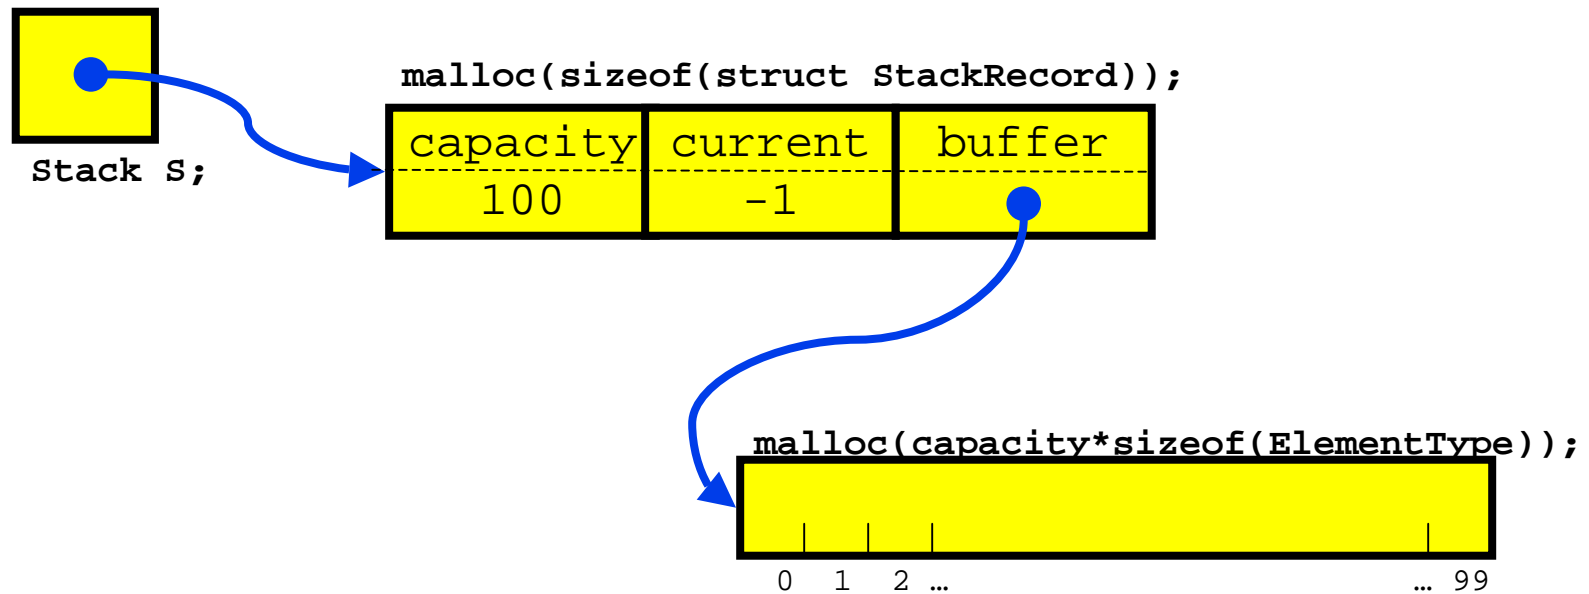 malloc(sizeof(struct StackRecord));
capacity current buffer
Stack S;
100 -1
malloc(capacity*sizeof(ElementType));
0 1 2 … … 99